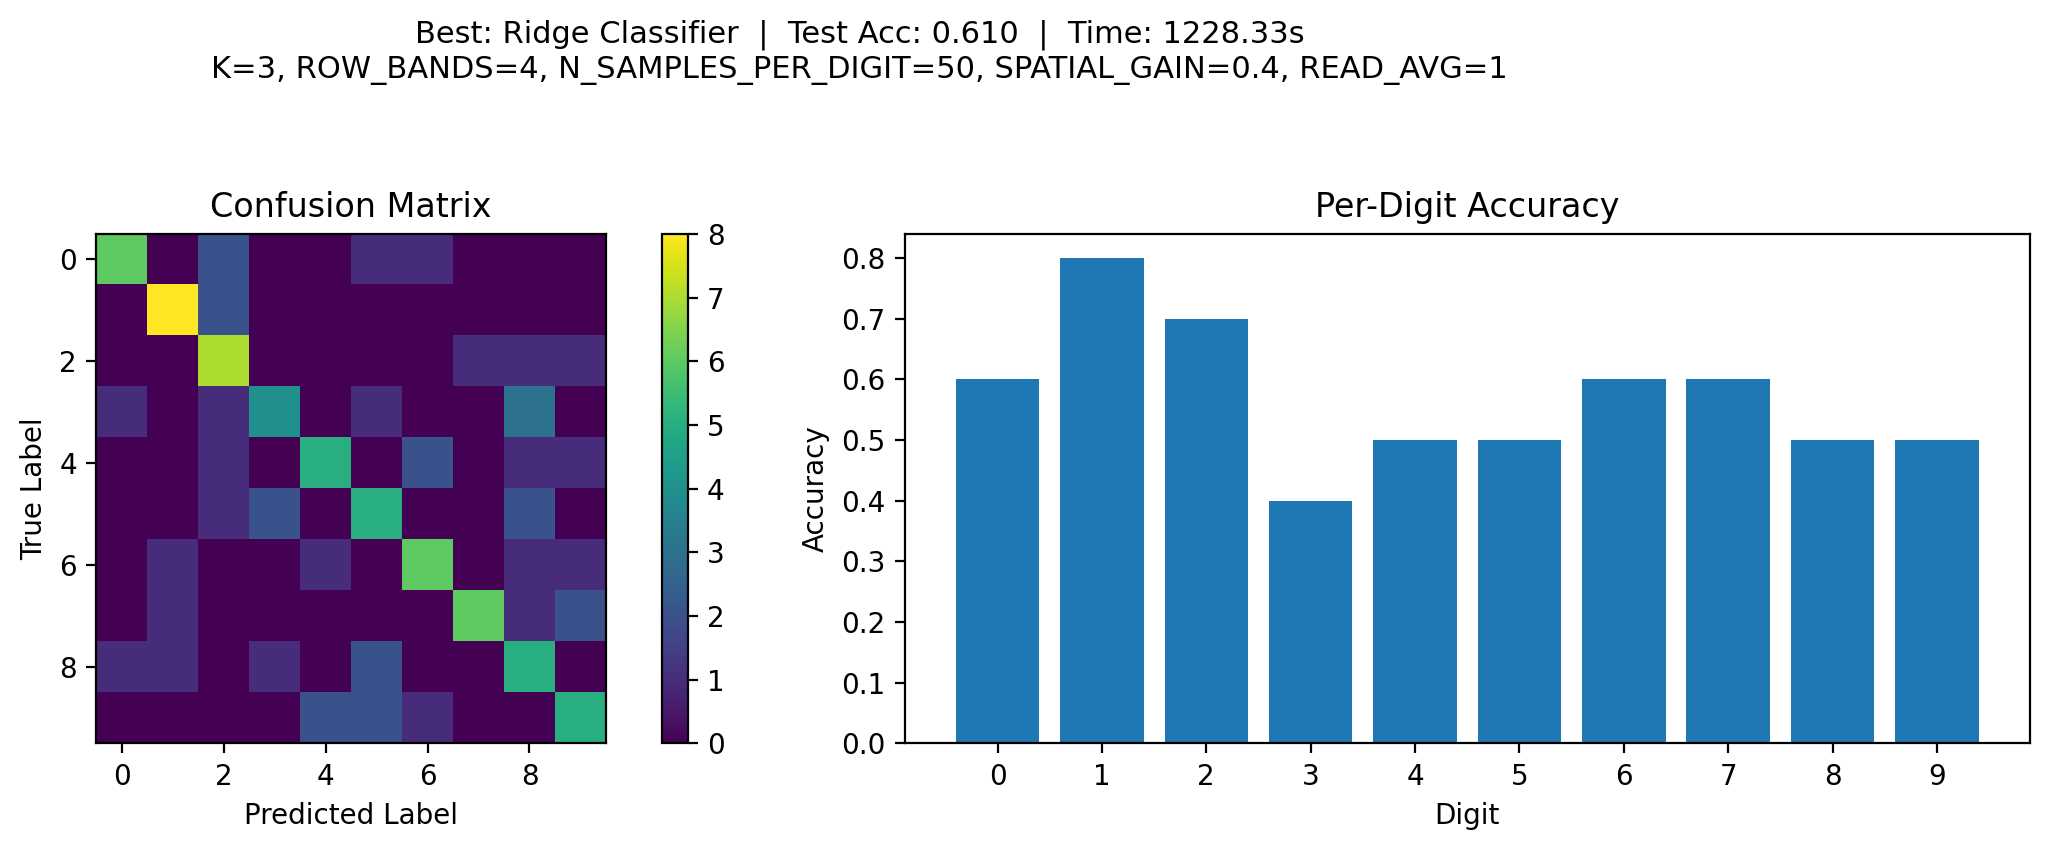 Best: Ridge Classifier  |  Test Acc: 0.610  |  Time: 1228.33s
K=3, ROW_BANDS=4, N_SAMPLES_PER_DIGIT=50, SPATIAL_GAIN=0.4, READ_AVG=1
Confusion Matrix
True Label
0
2
4
6
8
0 2 4 6 8
Predicted Label
8
7
6
5
4
3
2
1
0
Per-Digit Accuracy
Accuracy
0.8
0.7
0.6
0.5
0.4
0.3
0.2
0.1
0.0
0 1 2 3 4 5 6 7 8 9
Digit